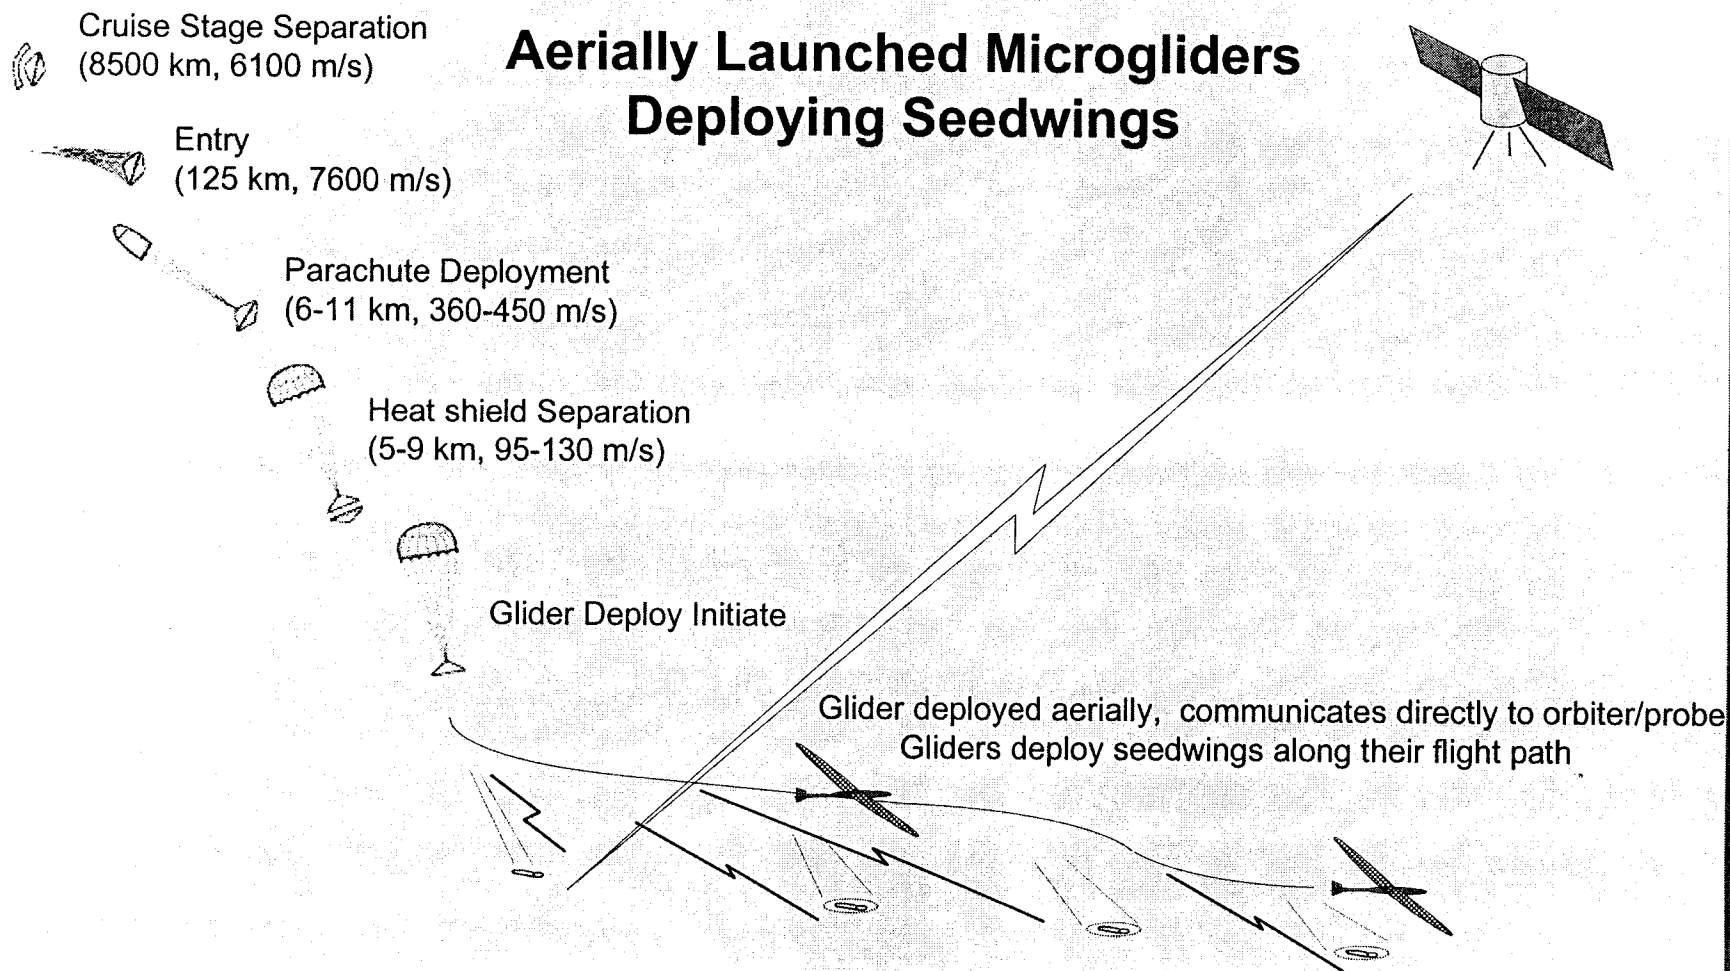 Cruise Stage Separation
(8500 km, 6100 m/s)
Aerially Launched Microgliders
Deploying Seedwings
Entry
(125 km, 7600 m/s)
Parachute Deployment
(6-11 km, 360-450 m/s)
Heat shield Separation
(5-9 km, 95-130 m/s)
Glider Deploy Initiate
Glider deployed aerially, communicates directly to orbiter/probe
Gliders deploy seedwings along their flight path